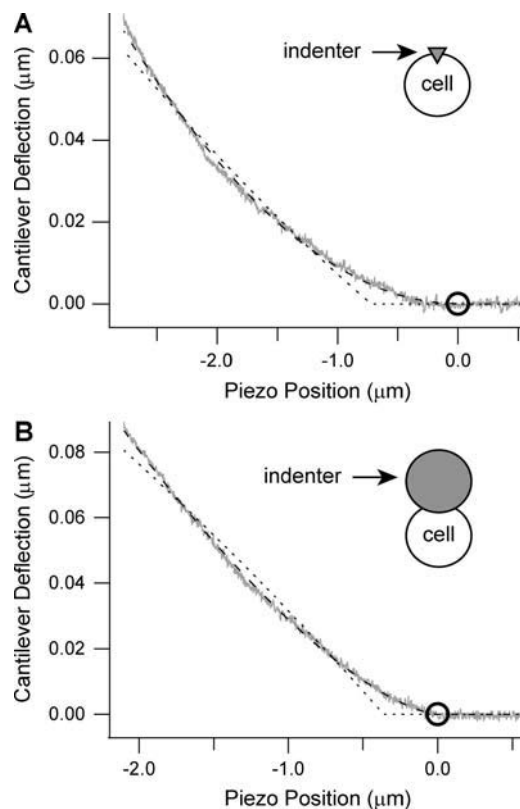 A
indenter
cell
0.06
0.04
0.02
0.00
Cantilever Deflection (μm)
-2.0
-1.0
0.0
Piezo Position (μm)
B
indenter
cell
0.08
0.06
0.04
0.02
0.00
Cantilever Deflection (μm)
-2.0
-1.0
0.0
Piezo Position (μm)